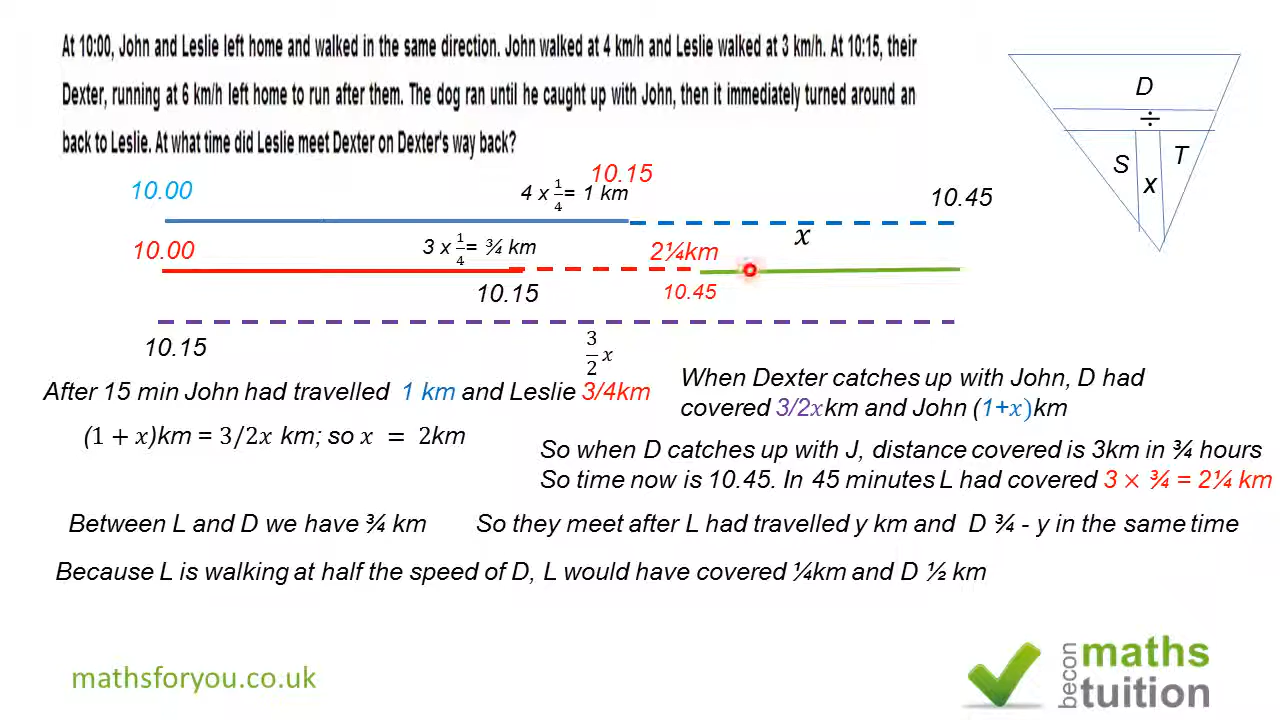 At 10:00, John and Leslie left home and walked in the same direction. John walked at 4 km/h and Leslie walked at 3 km/h. At 10:15, their
Dexter, running at 6 km/h left home to run after them. The dog ran until he caught up with John, then it immediately turned around an
back to Leslie. At what time did Leslie meet Dexter on Dexter's way back?
D
÷
S x T
10.00
10.15
4 x 1/4 = 1 km
10.45
x
10.00
3 x 1/4 = ¾ km
2¼km
10.15
10.45
10.15
3/2 x
After 15 min John had travelled 1 km and Leslie 3/4km
(1 + x)km = 3/2x km; so x = 2km
When Dexter catches up with John, D had
covered 3/2x km and John (1+x)km
So when D catches up with J, distance covered is 3km in ¾ hours
So time now is 10.45. In 45 minutes L had covered 3 × ¾ = 2¼ km
Between L and D we have ¾ km
So they meet after L had travelled y km and D ¾ - y in the same time
Because L is walking at half the speed of D, L would have covered ¼km and D ½ km
mathsforyou.co.uk
becon
maths
tuition